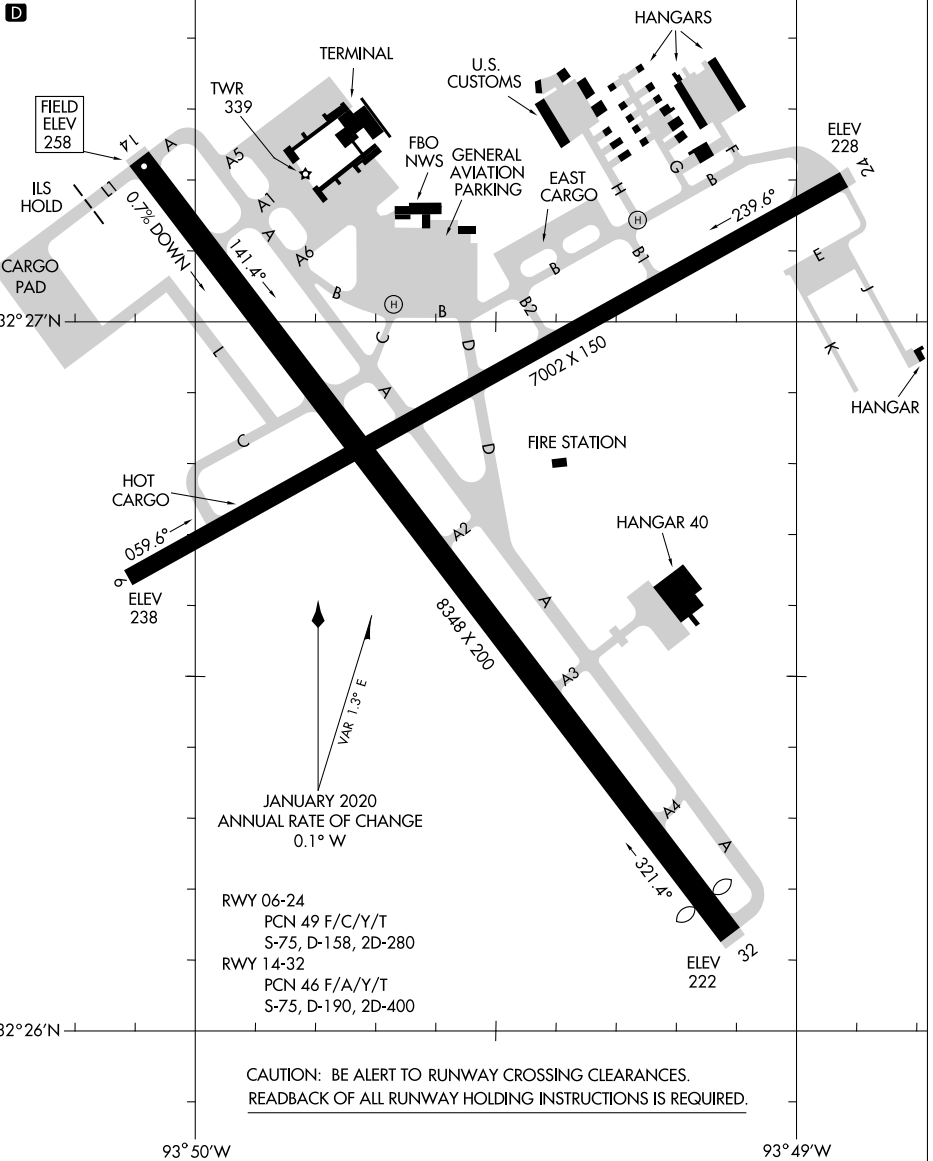 D
HANGARS
TERMINAL
U.S.
CUSTOMS
TWR
339
FIELD
ELEV
258
14
A
A5
FBO
NWS
GENERAL
AVIATION
PARKING
ELEV
228
24
ILS
HOLD
L1
A1
EAST
CARGO
H
G
B
F
0.7% DOWN
141.4°
A
A6
H
239.6°
CARGO
PAD
B
B
B1
E
J
H
B
B2
32°27'N
C
D
L
7002 X 150
K
A
HANGAR
C
D
FIRE STATION
HOT
CARGO
A2
HANGAR 40
059.6°
6
ELEV
238
A
8348 X 200
A3
VAR 1.3° E
JANUARY 2020
ANNUAL RATE OF CHANGE
0.1° W
A4
A
321.4°
RWY 06-24
PCN 49 F/C/Y/T
S-75, D-158, 2D-280
RWY 14-32
PCN 46 F/A/Y/T
S-75, D-190, 2D-400
32
ELEV
222
32°26'N
CAUTION: BE ALERT TO RUNWAY CROSSING CLEARANCES.
READBACK OF ALL RUNWAY HOLDING INSTRUCTIONS IS REQUIRED.
93°50'W
93°49'W